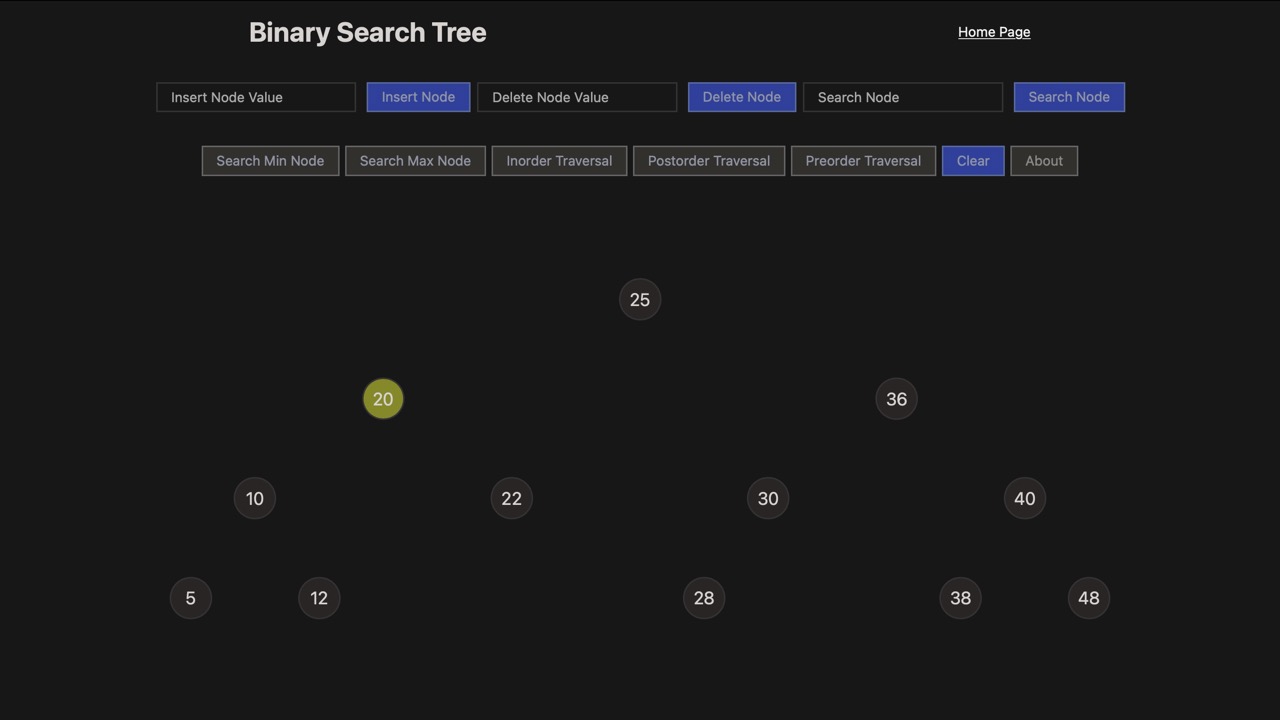 Binary Search Tree
Home Page
Insert Node Value Insert Node Delete Node Value Delete Node Search Node Search Node
Search Min Node Search Max Node Inorder Traversal Postorder Traversal Preorder Traversal Clear About
25
20 36
10 22 30 40
5 12 28 38 48